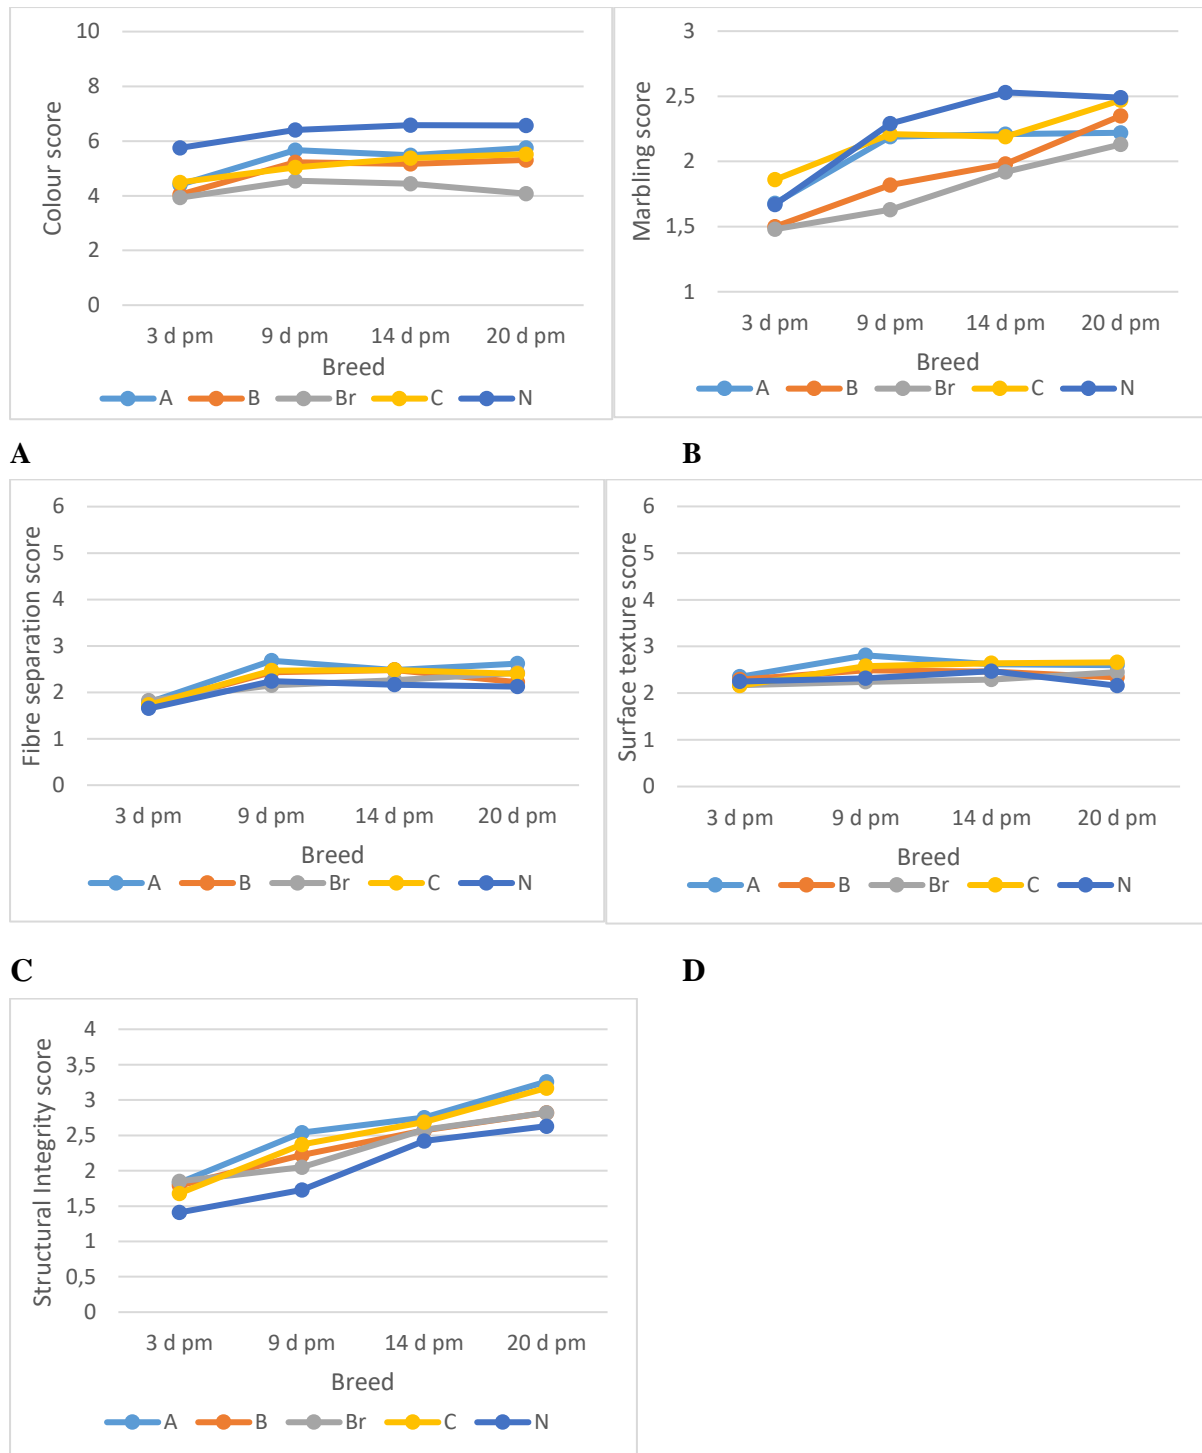 Colour score
10
8
6
4
2
0
3 d pm 9 d pm 14 d pm 20 d pm
Breed
A B Br C N
Marbling score
3
2,5
2
1,5
1
3 d pm 9 d pm 14 d pm 20 d pm
Breed
A B Br C N
A B
Fibre separation score
6
5
4
3
2
1
0
3 d pm 9 d pm 14 d pm 20 d pm
Breed
A B Br C N
Surface texture score
6
5
4
3
2
1
0
3 d pm 9 d pm 14 d pm 20 d pm
Breed
A B Br C N
C D
Structural Integrity score
4
3,5
3
2,5
2
1,5
1
0,5
0
3 d pm 9 d pm 14 d pm 20 d pm
Breed
A B Br C N